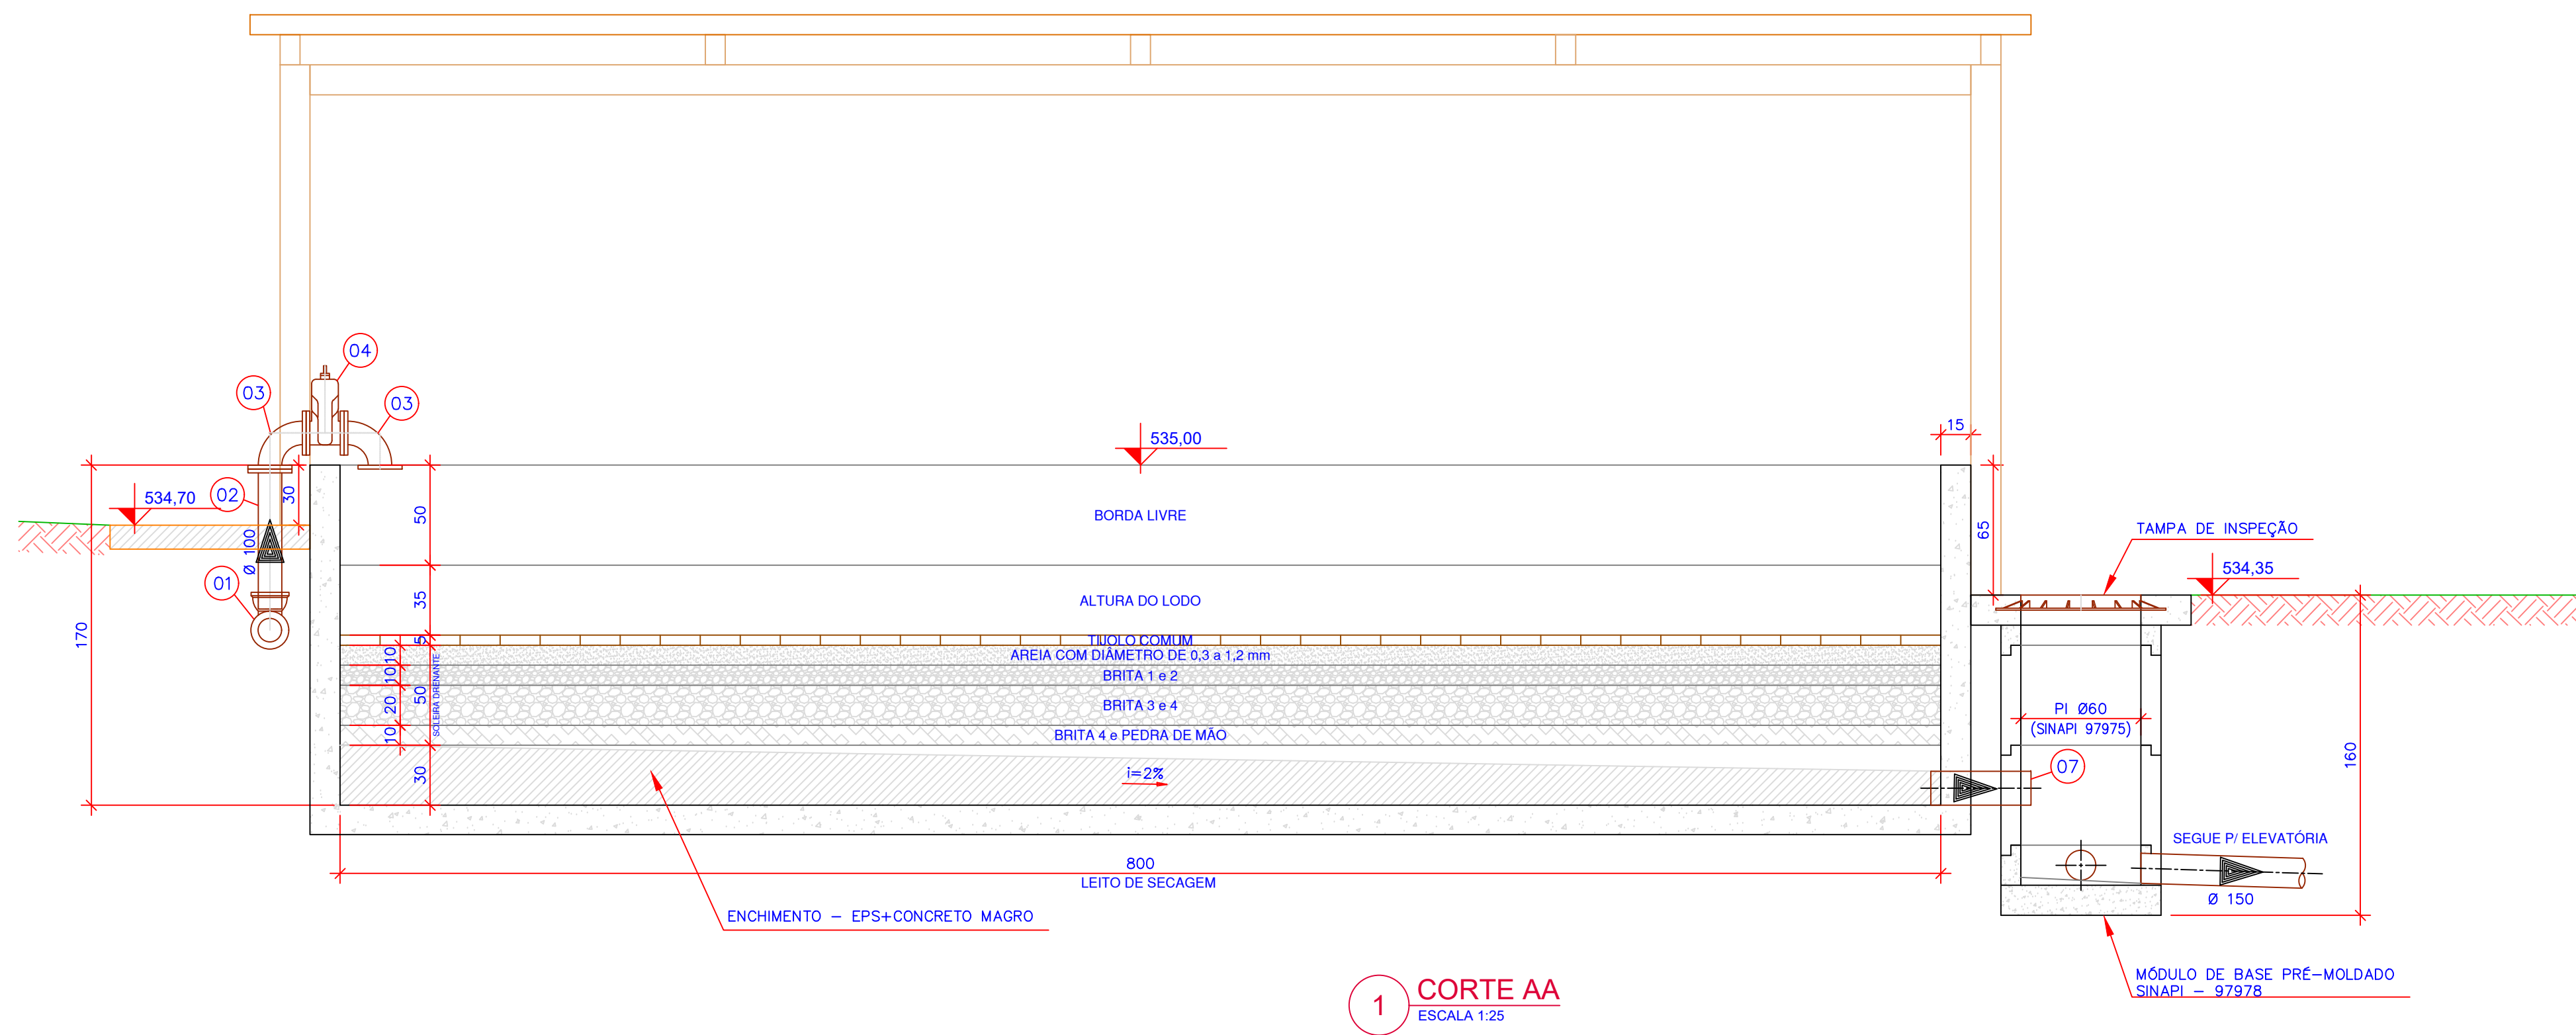 04
03
03
15
535,00
534,70
02
30
50
BORDA LIVRE
65
TAMPA DE INSPEÇÃO
534,35
Ø 100
01
35
ALTURA DO LODO
170
5
TIJOLO COMUM
10
AREIA COM DIÂMETRO DE 0,3 a 1,2 mm
10
BRITA 1 e 2
20
50
SOLEIRA DRENANTE
BRITA 3 e 4
10
BRITA 4 e PEDRA DE MÃO
PI Ø60
(SINAPI 97975)
160
30
i=2%
07
SEGUE P/ ELEVATÓRIA
800
LEITO DE SECAGEM
Ø 150
ENCHIMENTO – EPS+CONCRETO MAGRO
MÓDULO DE BASE PRÉ–MOLDADO
SINAPI – 97978
1
CORTE AA
ESCALA 1:25